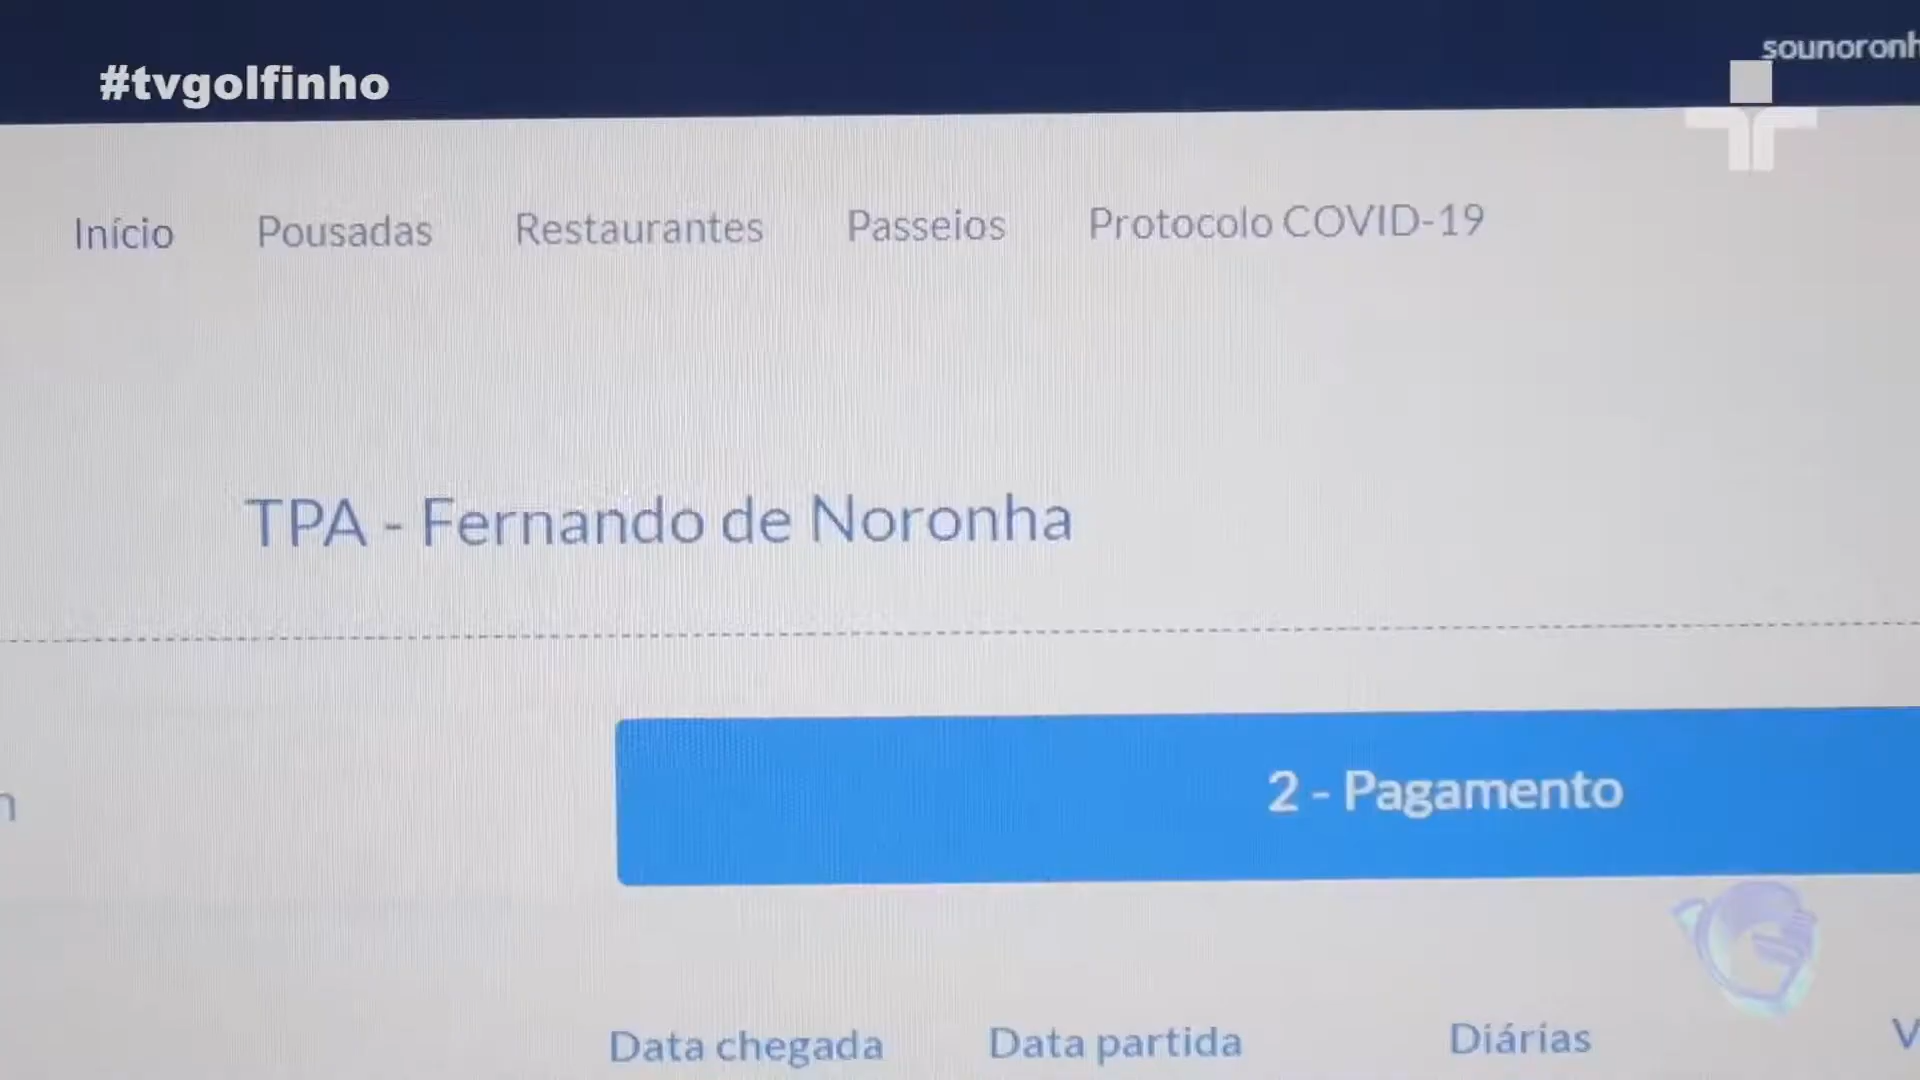 sounoronh
#tvgolfinho
Início Pousadas Restaurantes Passeios Protocolo COVID-19
TPA - Fernando de Noronha
2 - Pagamento
Data chegada Data partida Diárias